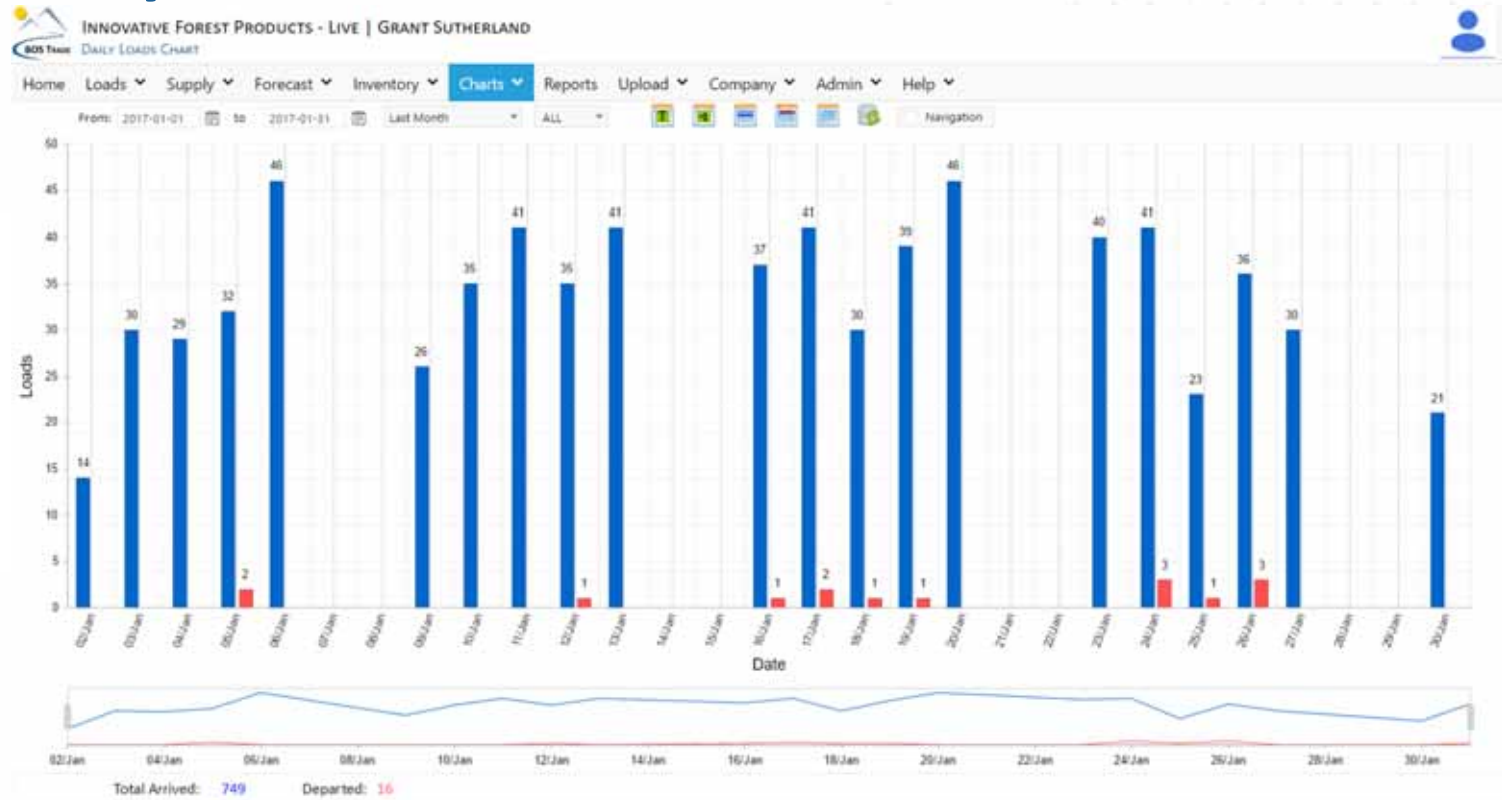 INNOVATIVE FOREST PRODUCTS - LIVE | GRANT SUTHERLAND
BOS TRADE DAILY LOADS CHART
Home Loads Supply Forecast Inventory Charts Reports Upload Company Admin Help
From: 2017-01-01 to 2017-01-31 Last Month ALL Navigation
50
46 46
45
41 41 41 41
40 40
39
37
36
35 35 35
32
30 30 30 30
29
26
25
23
21
20
15
14
10
5
3 3
2 2
1 1 1 1 1
0
Loads
02/Jan 03/Jan 04/Jan 05/Jan 06/Jan 07/Jan 08/Jan 09/Jan 10/Jan 11/Jan 12/Jan 13/Jan 14/Jan 15/Jan 16/Jan 17/Jan 18/Jan 19/Jan 20/Jan 21/Jan 22/Jan 23/Jan 24/Jan 25/Jan 26/Jan 27/Jan 28/Jan 29/Jan 30/Jan
Date
02/Jan 04/Jan 06/Jan 08/Jan 10/Jan 12/Jan 14/Jan 16/Jan 18/Jan 20/Jan 22/Jan 24/Jan 26/Jan 28/Jan 30/Jan
Total Arrived: 749 Departed: 16